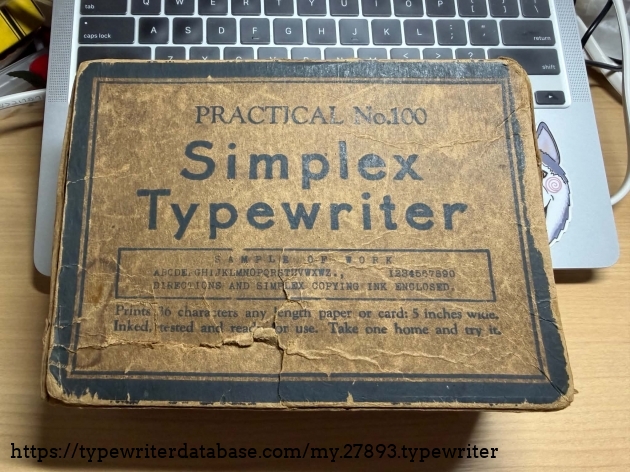 tab Q W E R T Y U I O P
caps lock A S D F G H J K L return
shift
PRACTICAL No.100
Simplex
Typewriter
SAMPLE OF WORK
ABCDEFGHIJKLMNOPQRSTUVWXWZ., 1234567890
DIRECTIONS AND SIMPLEX COPYING INK ENCLOSED.
Prints 36 characters any length paper or card: 5 inches wide.
Inked, tested and ready for use. Take one home and try it.
https://typewriterdatabase.com/my.27893.typewriter